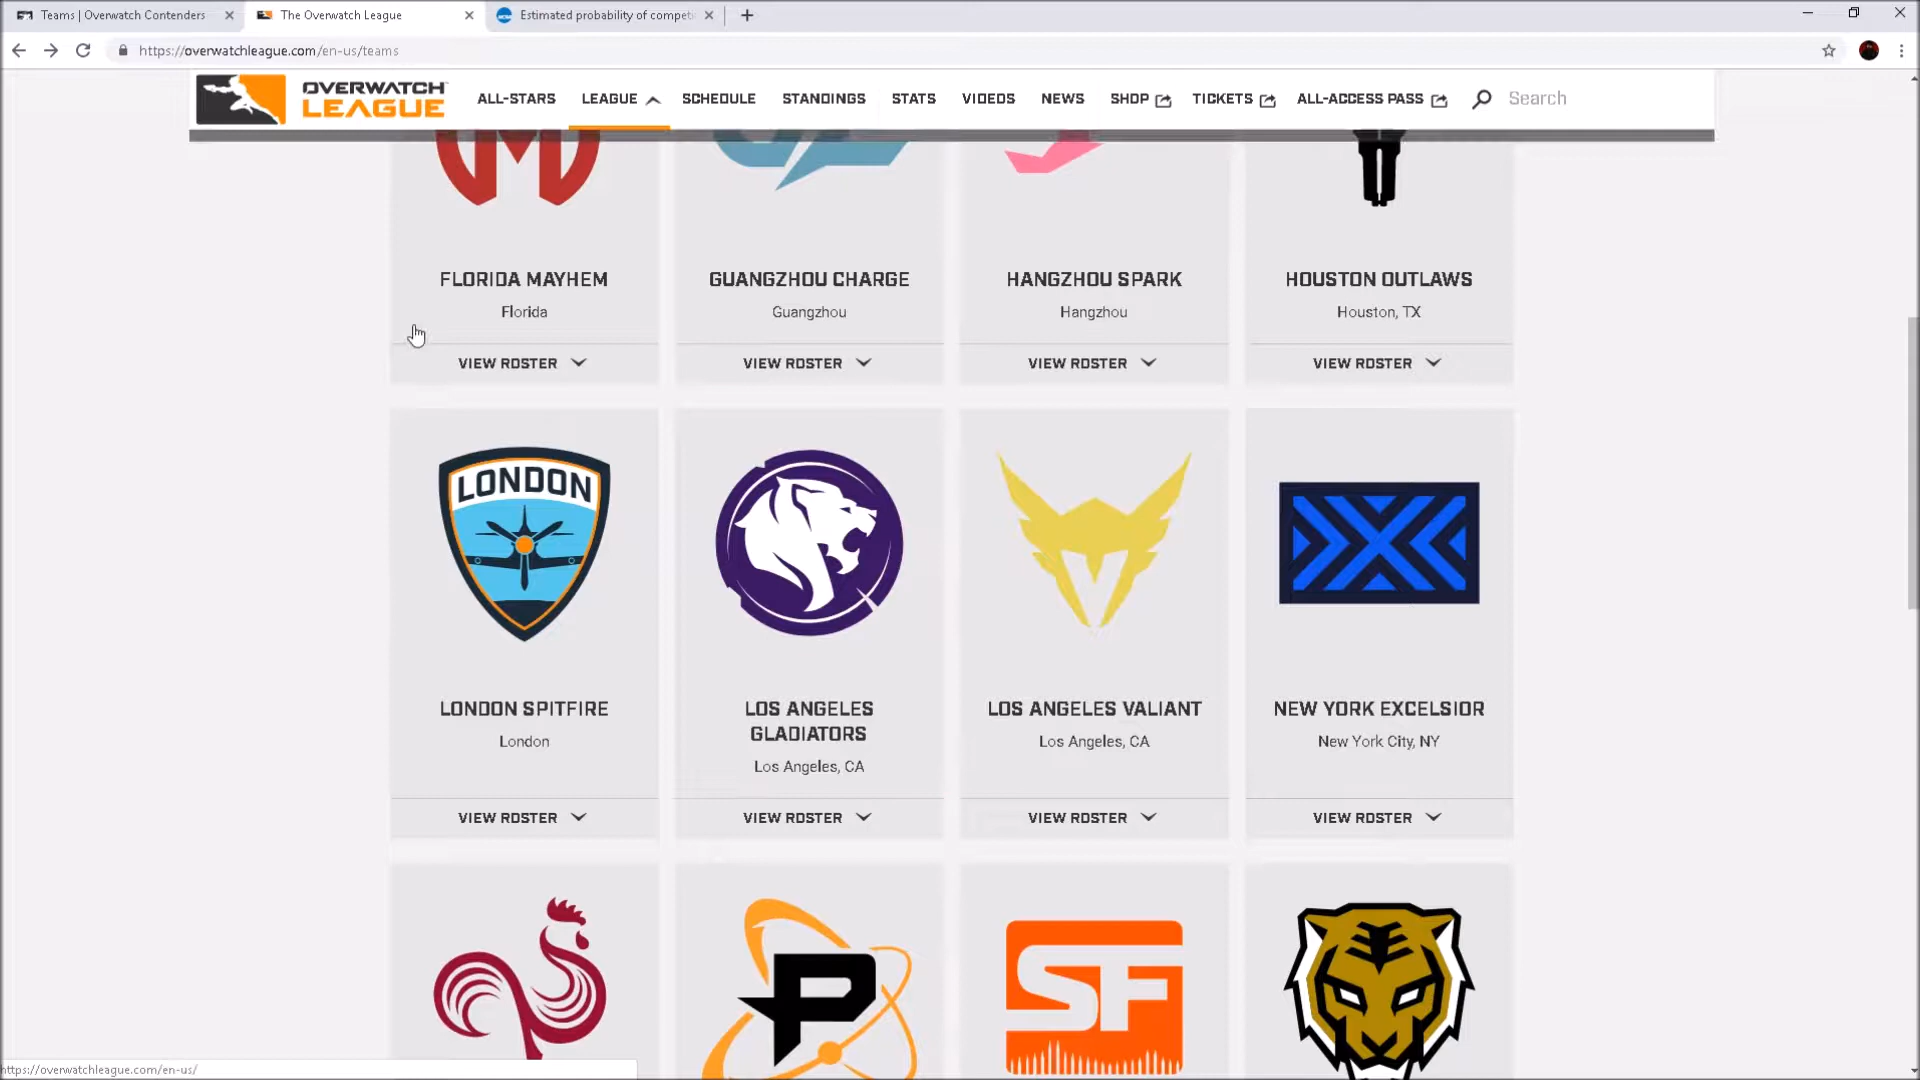 Teams | Overwatch Contenders
The Overwatch League
Estimated probability of compet
https://overwatchleague.com/en-us/teams
OVERWATCH
LEAGUE
ALL-STARS
LEAGUE
SCHEDULE
STANDINGS
STATS
VIDEOS
NEWS
SHOP
TICKETS
ALL-ACCESS PASS
Search
FLORIDA MAYHEM
Florida
VIEW ROSTER
GUANGZHOU CHARGE
Guangzhou
VIEW ROSTER
HANGZHOU SPARK
Hangzhou
VIEW ROSTER
HOUSTON OUTLAWS
Houston, TX
VIEW ROSTER
LONDON
LONDON SPITFIRE
London
VIEW ROSTER
LOS ANGELES
GLADIATORS
Los Angeles, CA
VIEW ROSTER
LOS ANGELES VALIANT
Los Angeles, CA
VIEW ROSTER
NEW YORK EXCELSIOR
New York City, NY
VIEW ROSTER
P
SF
https://overwatchleague.com/en-us/